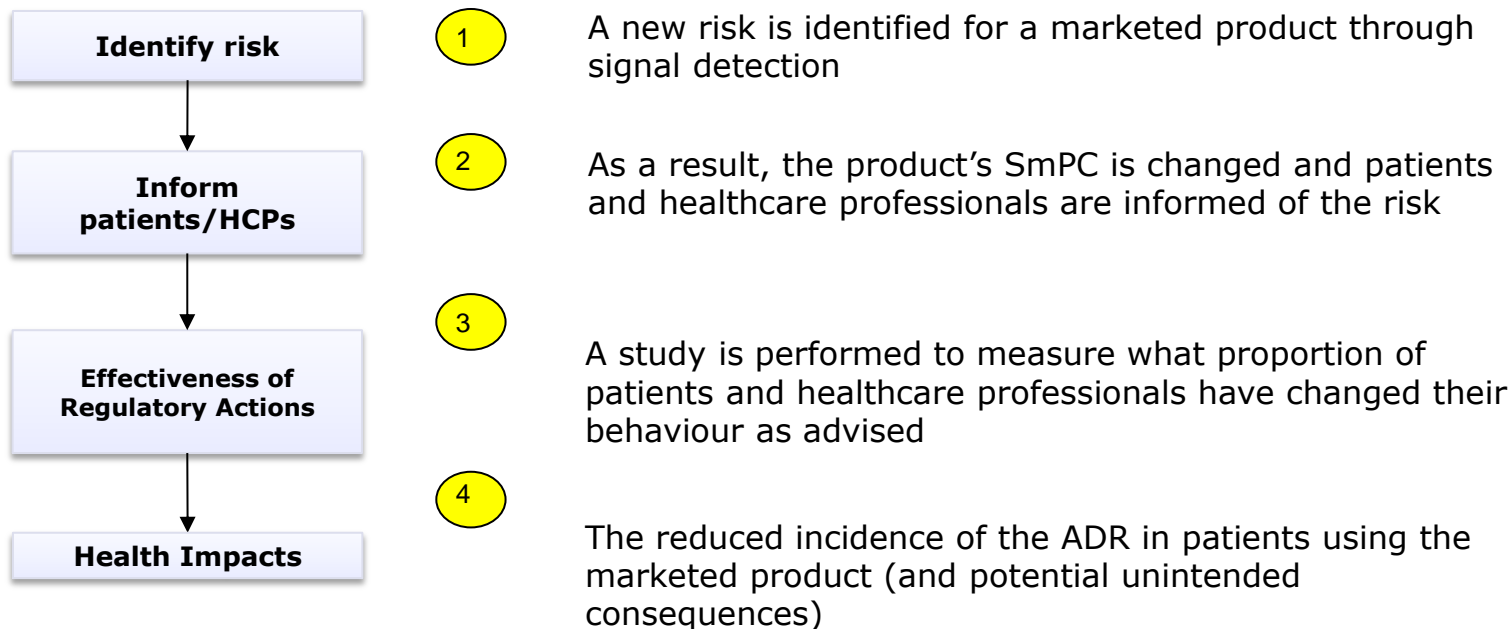 Identify risk
1
A new risk is identified for a marketed product through
signal detection
Inform
patients/HCPs
2
As a result, the product’s SmPC is changed and patients
and healthcare professionals are informed of the risk
Effectiveness of
Regulatory Actions
3
A study is performed to measure what proportion of
patients and healthcare professionals have changed their
behaviour as advised
Health Impacts
4
The reduced incidence of the ADR in patients using the
marketed product (and potential unintended
consequences)